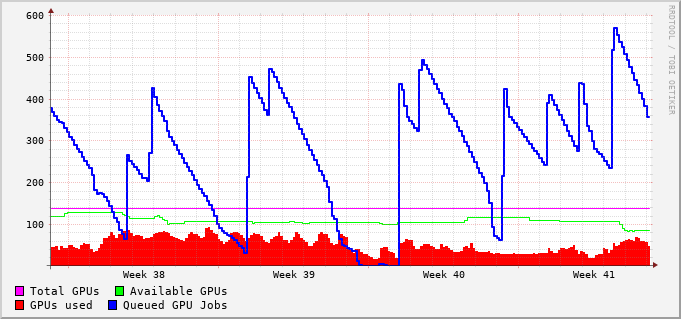 600
500
400
300
200
100
Week 38 Week 39 Week 40 Week 41
Total GPUs Available GPUs
GPUs used Queued GPU Jobs
RRDTOOL / TOBI OETIKER